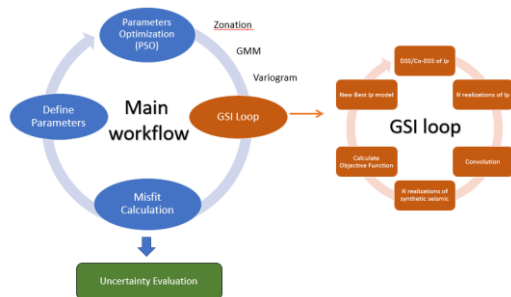 Parameters
Optimization
(PSO)
Zonation
GMM
Variogram
Define
Parameters
Main
workflow
GSI Loop
Misfit
Calculation
Uncertainty Evaluation
DSS/Co-DSS of Ip
New Best Ip model
N realizations of Ip
GSI loop
Calculate
Objective Function
Convolution
N realizations of
synthetic seismic